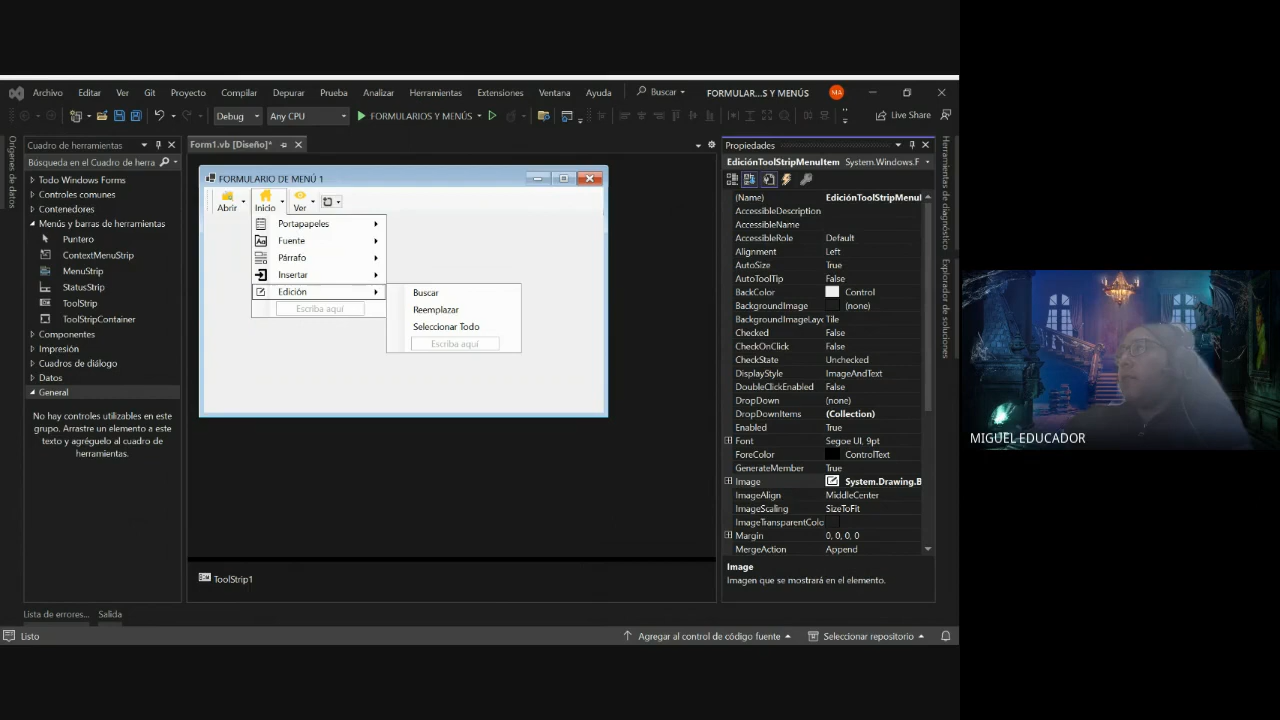 Archivo Editar Ver Git Proyecto Compilar Depurar Prueba Analizar Herramientas Extensiones Ventana Ayuda Buscar FORMULAR...S Y MENÚS MA
Debug Any CPU FORMULARIOS Y MENÚS Live Share
Orígenes de datos
Cuadro de herramientas
Búsqueda en el Cuadro de herra
Todo Windows Forms
Controles comunes
Contenedores
Menús y barras de herramientas
Puntero
ContextMenuStrip
MenuStrip
StatusStrip
ToolStrip
ToolStripContainer
Componentes
Impresión
Cuadros de diálogo
Datos
General
No hay controles utilizables en este
grupo. Arrastre un elemento a este
texto y agréguelo al cuadro de
herramientas.
Form1.vb [Diseño]*
FORMULARIO DE MENÚ 1
Abrir Inicio Ver
Portapapeles
Fuente
Párrafo
Insertar
Edición
Escriba aquí
Buscar
Reemplazar
Seleccionar Todo
Escriba aquí
ToolStrip1
Propiedades
EdiciónToolStripMenuItem System.Windows.F
(Name) EdiciónToolStripMenuI
AccessibleDescription
AccessibleName
AccessibleRole Default
Alignment Left
AutoSize True
AutoToolTip False
BackColor Control
BackgroundImage (none)
BackgroundImageLayo Tile
Checked False
CheckOnClick False
CheckState Unchecked
DisplayStyle ImageAndText
DoubleClickEnabled False
DropDown (none)
DropDownItems (Collection)
Enabled True
Font Segoe UI, 9pt
ForeColor ControlText
GenerateMember True
Image System.Drawing.B
ImageAlign MiddleCenter
ImageScaling SizeToFit
ImageTransparentColo
Margin 0, 0, 0, 0
MergeAction Append
Image
Imagen que se mostrará en el elemento.
Herramientas de diagnóstico
Explorador de soluciones
Lista de errores... Salida
Listo Agregar al control de código fuente Seleccionar repositorio
MIGUEL EDUCADOR